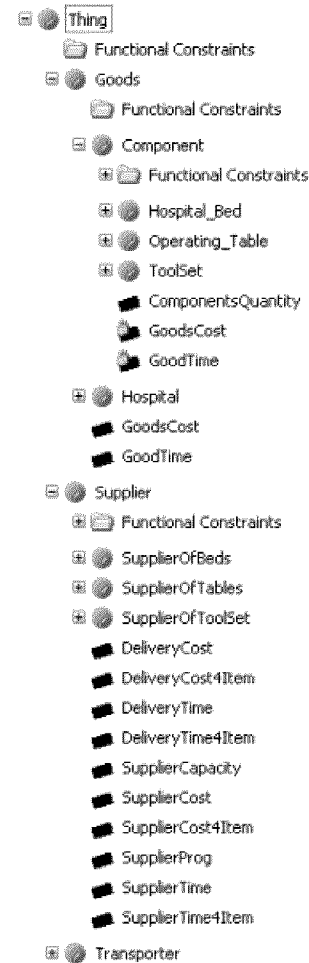 Thing
Functional Constraints
Goods
Functional Constraints
Component
Functional Constraints
Hospital_Bed
Operating_Table
ToolSet
ComponentsQuantity
GoodsCost
GoodTime
Hospital
GoodsCost
GoodTime
Supplier
Functional Constraints
SupplierOfBeds
SupplierOfTables
SupplierOfToolSet
DeliveryCost
DeliveryCost4Item
DeliveryTime
DeliveryTime4Item
SupplierCapacity
SupplierCost
SupplierCost4Item
SupplierProg
SupplierTime
SupplierTime4Item
Transporter